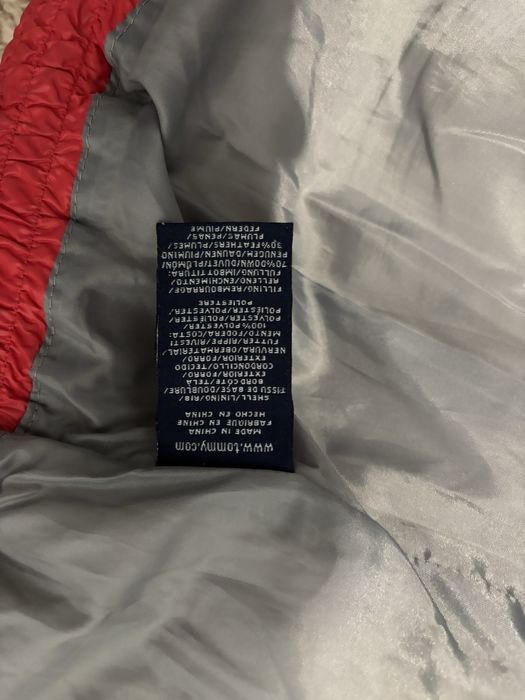 www.tommy.com
MADE IN CHINA
FABRIQUE EN CHINE
HECHO EN CHINA
SHELL/LINING/RIB
TISSU DE BASE/DOUBLURE/
BORD CÔTE/TELA
EXTERIOR/FORRO/
CORDONCILLO/TECIDO
EXTERIOR/FORRO/
NERVURA/OBERMATERIAL/
FUTTER/RIPPE/RIVESTI
MENTO/FODERA/COSTA:
100% POLYESTER/
POLYESTER/POLIÉSTER/
POLIÉSTER/POLYESTER/
POLIESTERE
FILLING/REMBOURRAGE/
RELLENO/ENCHIMENTO/
FÜLLUNG/IMBOTTITURA:
70%DOWN/DUVET/PLUMÓN/
PENUGEM/DAUNEN/PIUMINO
30%FEATHERS/PLUMES/
PLUMAS/PENAS/
FEDERN/PIUME